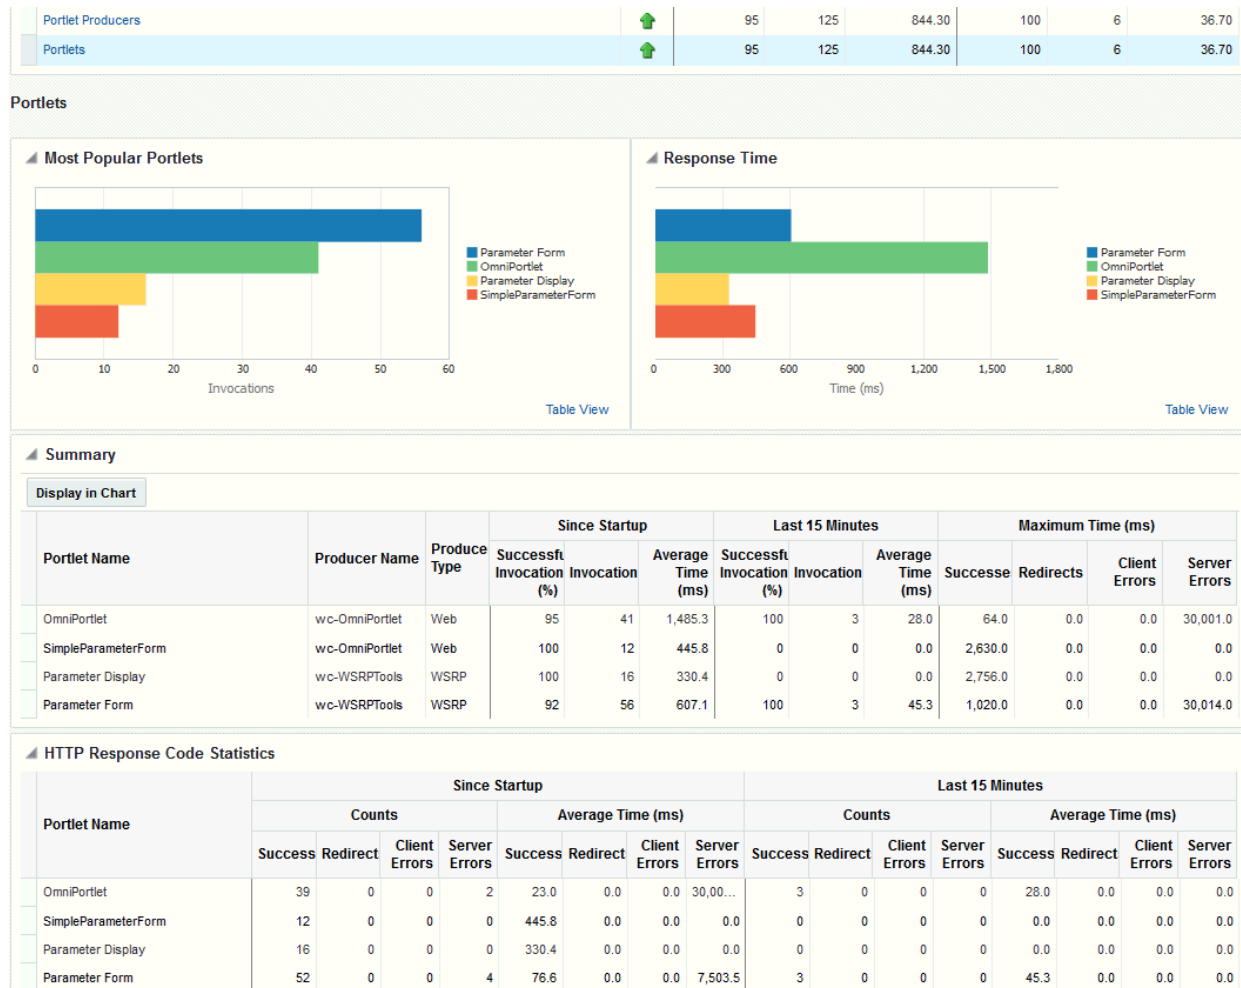 Portlet Producers 95 125 844.30 100 6 36.70
Portlets 95 125 844.30 100 6 36.70
Portlets
Most Popular Portlets
Parameter Form
OmniPortlet
Parameter Display
SimpleParameterForm
0 10 20 30 40 50 60
Invocations
Table View
Response Time
Parameter Form
OmniPortlet
Parameter Display
SimpleParameterForm
0 300 600 900 1,200 1,500 1,800
Time (ms)
Table View
Summary
Display in Chart
Since Startup Last 15 Minutes Maximum Time (ms)
Portlet Name Producer Name Produce Type Successfu Invocation (%) Invocation Average Time (ms) Successfu Invocation (%) Invocation Average Time (ms) Successe Redirects Client Errors Server Errors
OmniPortlet wc-OmniPortlet Web 95 41 1,485.3 100 3 28.0 64.0 0.0 0.0 30,001.0
SimpleParameterForm wc-OmniPortlet Web 100 12 445.8 0 0 0.0 2,630.0 0.0 0.0 0.0
Parameter Display wc-WSRPTools WSRP 100 16 330.4 0 0 0.0 2,756.0 0.0 0.0 0.0
Parameter Form wc-WSRPTools WSRP 92 56 607.1 100 3 45.3 1,020.0 0.0 0.0 30,014.0
HTTP Response Code Statistics
Since Startup Last 15 Minutes
Counts Average Time (ms) Counts Average Time (ms)
Portlet Name Success Redirect Client Errors Server Errors Success Redirect Client Errors Server Errors Success Redirect Client Errors Server Errors Success Redirect Client Errors Server Errors
OmniPortlet 39 0 0 2 23.0 0.0 0.0 30,00... 3 0 0 0 28.0 0.0 0.0 0.0
SimpleParameterForm 12 0 0 0 445.8 0.0 0.0 0.0 0 0 0 0 0.0 0.0 0.0 0.0
Parameter Display 16 0 0 0 330.4 0.0 0.0 0.0 0 0 0 0 0.0 0.0 0.0 0.0
Parameter Form 52 0 0 4 76.6 0.0 0.0 7,503.5 3 0 0 0 45.3 0.0 0.0 0.0